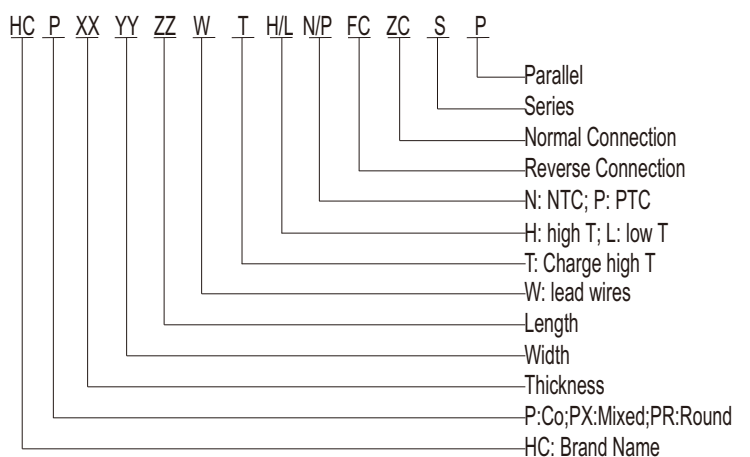 HC P XX YY ZZ W T H/L N/P FC ZC S P
Parallel
Series
Normal Connection
Reverse Connection
N: NTC; P: PTC
H: high T; L: low T
T: Charge high T
W: lead wires
Length
Width
Thickness
P:Co;PX:Mixed;PR:Round
HC: Brand Name